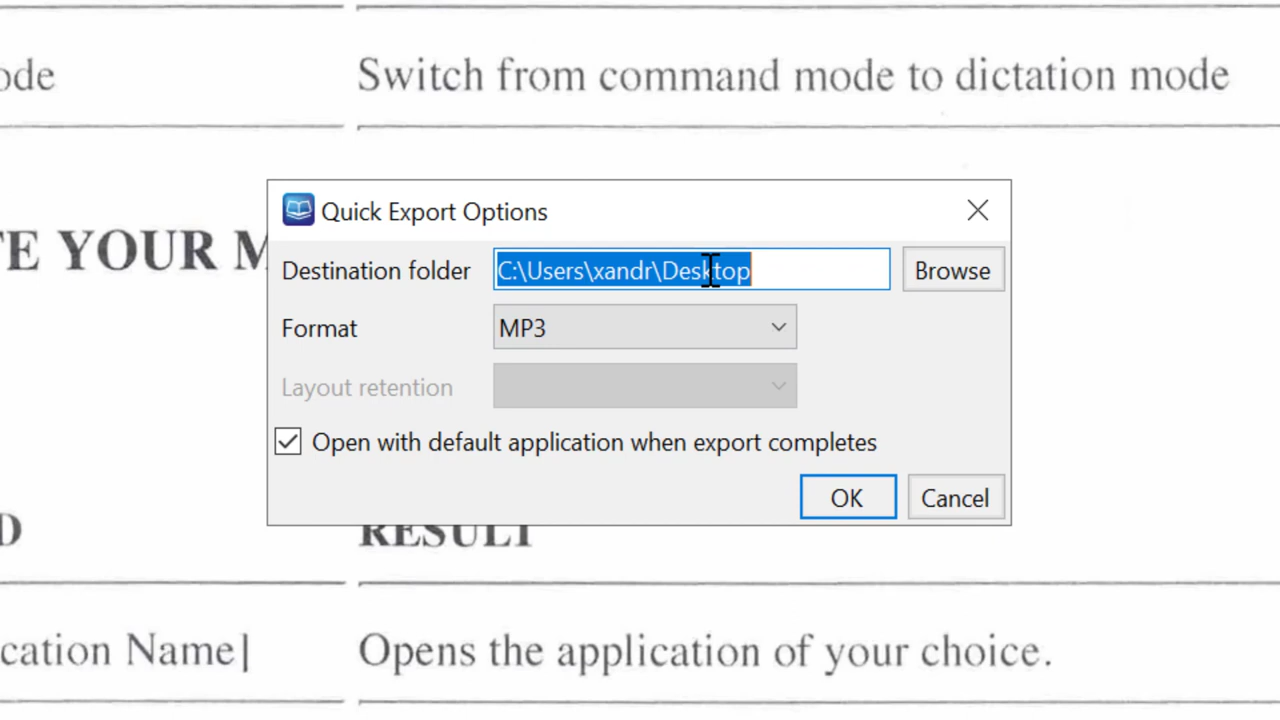 ode Switch from command mode to dictation mode
Quick Export Options
TE YOUR M
Destination folder C:\Users\xandr\Desktop Browse
Format MP3
Layout retention
Open with default application when export completes
OK Cancel
D RESULT
cation Name] Opens the application of your choice.